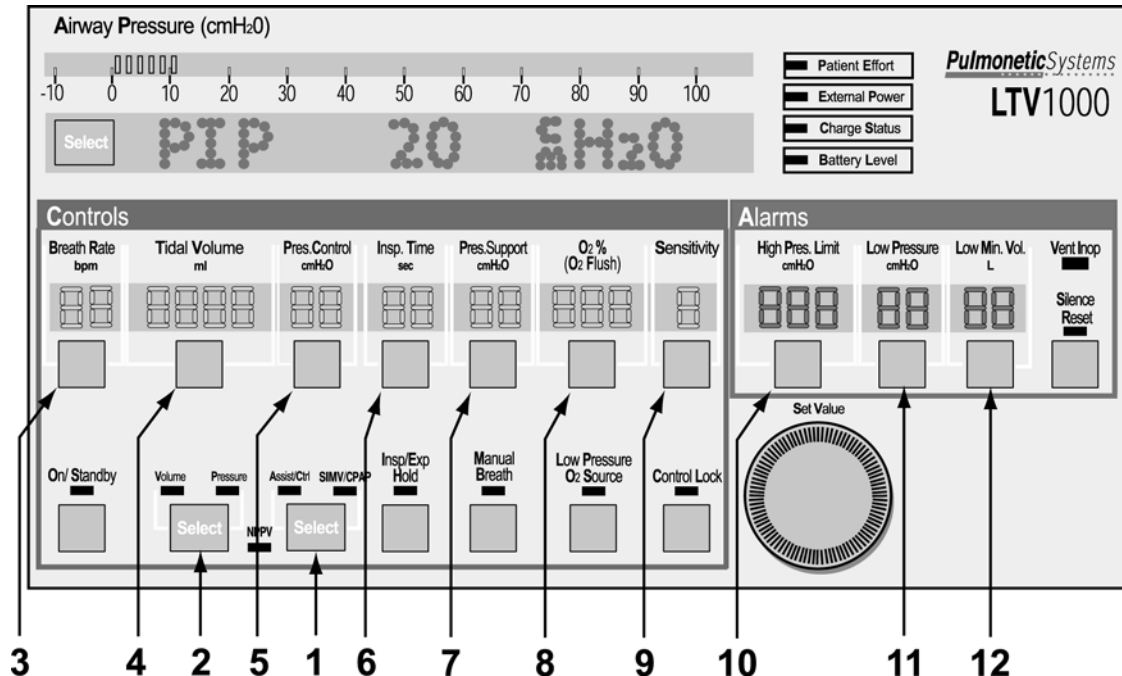 Airway Pressure (cmH20)
-10 0 10 20 30 40 50 60 70 80 90 100
Select PIP 20 cmH2O
Patient Effort
External Power
Charge Status
Battery Level
PulmoneticSystems
LTV1000
Controls
Breath Rate
bpm
Tidal Volume
ml
Pres.Control
cmH2O
Insp. Time
sec
Pres.Support
cmH2O
O2 %
(O2 Flush)
Sensitivity
Alarms
High Pres. Limit
cmH2O
Low Pressure
cmH2O
Low Min. Vol.
L
Vent Inop
Silence
Reset
Set Value
On/ Standby
Volume Pressure
Select
NPPV
Assist/Ctrl SIMV/CPAP
Select
Insp/Exp
Hold
Manual
Breath
Low Pressure
O2 Source
Control Lock
3 4 2 5 1 6 7 8 9 10 11 12